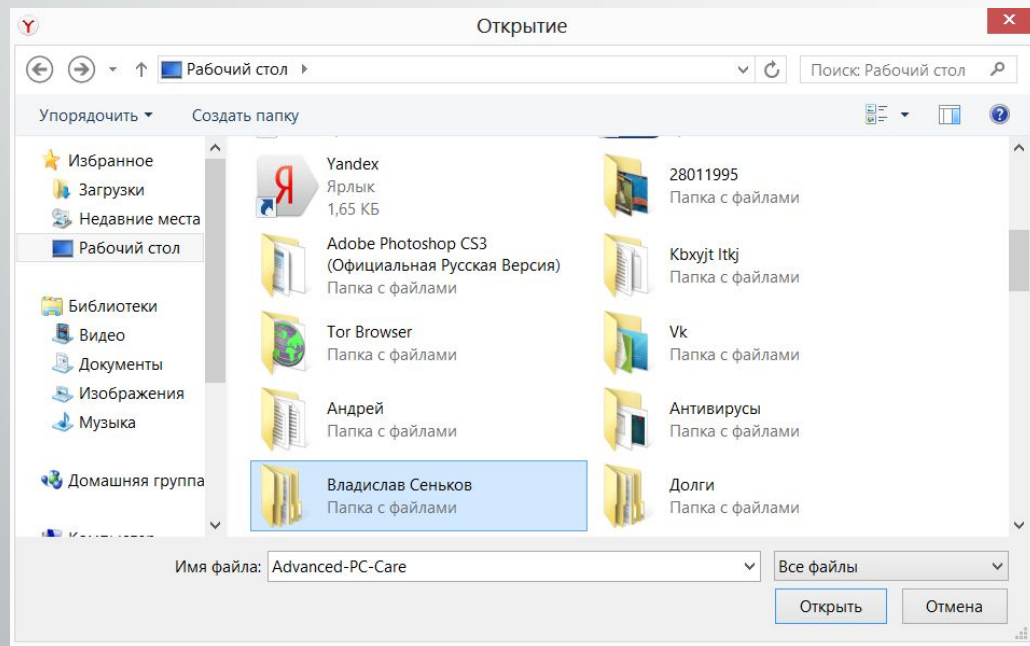 Открытие
Рабочий стол
Поиск: Рабочий стол
Упорядочить
Создать папку
Избранное
Загрузки
Недавние места
Рабочий стол
Библиотеки
Видео
Документы
Изображения
Музыка
Домашняя группа
Yandex
Ярлык
1,65 КБ
28011995
Папка с файлами
Adobe Photoshop CS3
(Официальная Русская Версия)
Папка с файлами
Kbxyjt Itkj
Папка с файлами
Tor Browser
Папка с файлами
Vk
Папка с файлами
Андрей
Папка с файлами
Антивирусы
Папка с файлами
Владислав Сеньков
Папка с файлами
Долги
Папка с файлами
Имя файла: Advanced-PC-Care
Все файлы
Открыть
Отмена